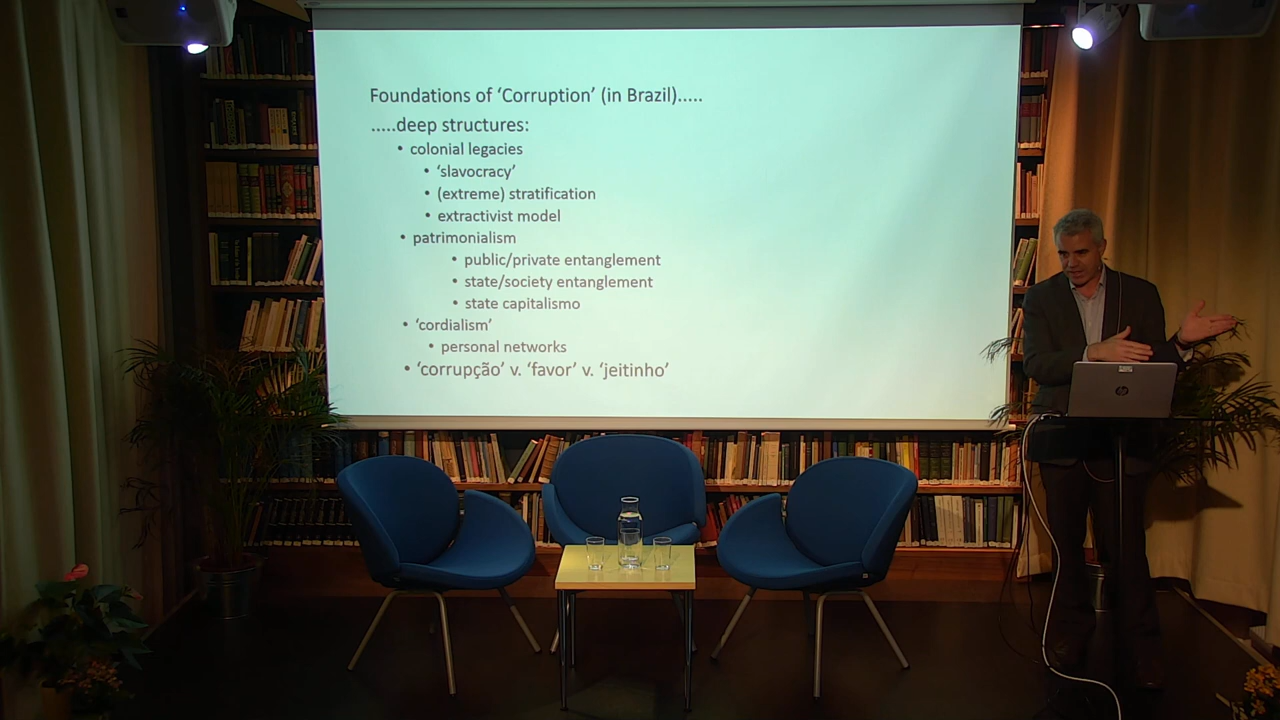 Foundations of ‘Corruption’ (in Brazil).....
.....deep structures:
• colonial legacies
• ‘slavocracy’
• (extreme) stratification
• extractivist model
• patrimonialism
• public/private entanglement
• state/society entanglement
• state capitalismo
• ‘cordialism’
• personal networks
• ‘corrupção’ v. ‘favor’ v. ‘jeitinho’
hp